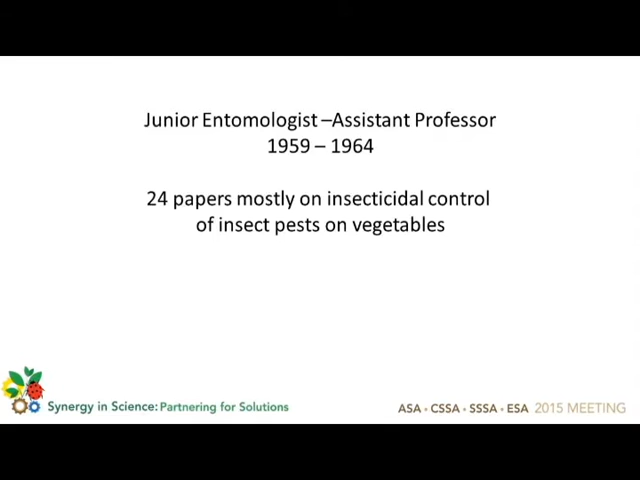 Junior Entomologist –Assistant Professor
1959 – 1964
24 papers mostly on insecticidal control
of insect pests on vegetables
Synergy in Science: Partnering for Solutions
ASA • CSSA • SSSA • ESA 2015 MEETING